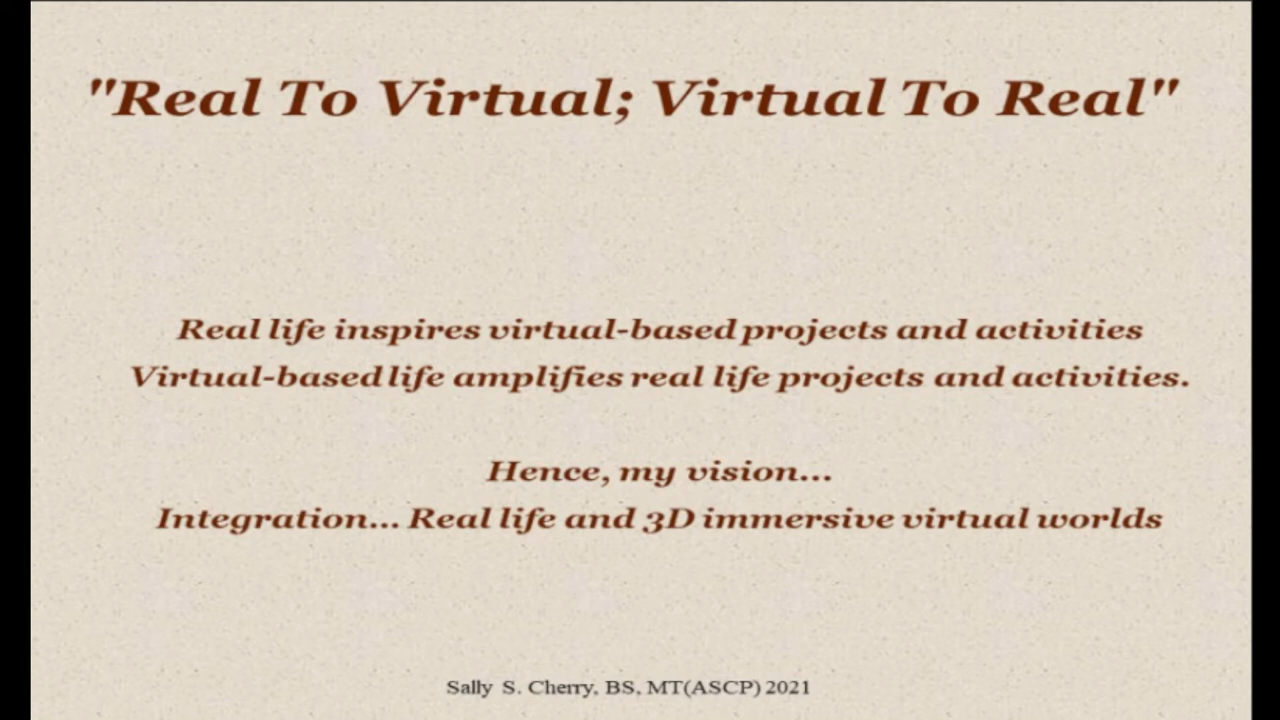 "Real To Virtual; Virtual To Real"
Real life inspires virtual-based projects and activities
Virtual-based life amplifies real life projects and activities.
Hence, my vision...
Integration... Real life and 3D immersive virtual worlds
Sally S. Cherry, BS, MT(ASCP) 2021